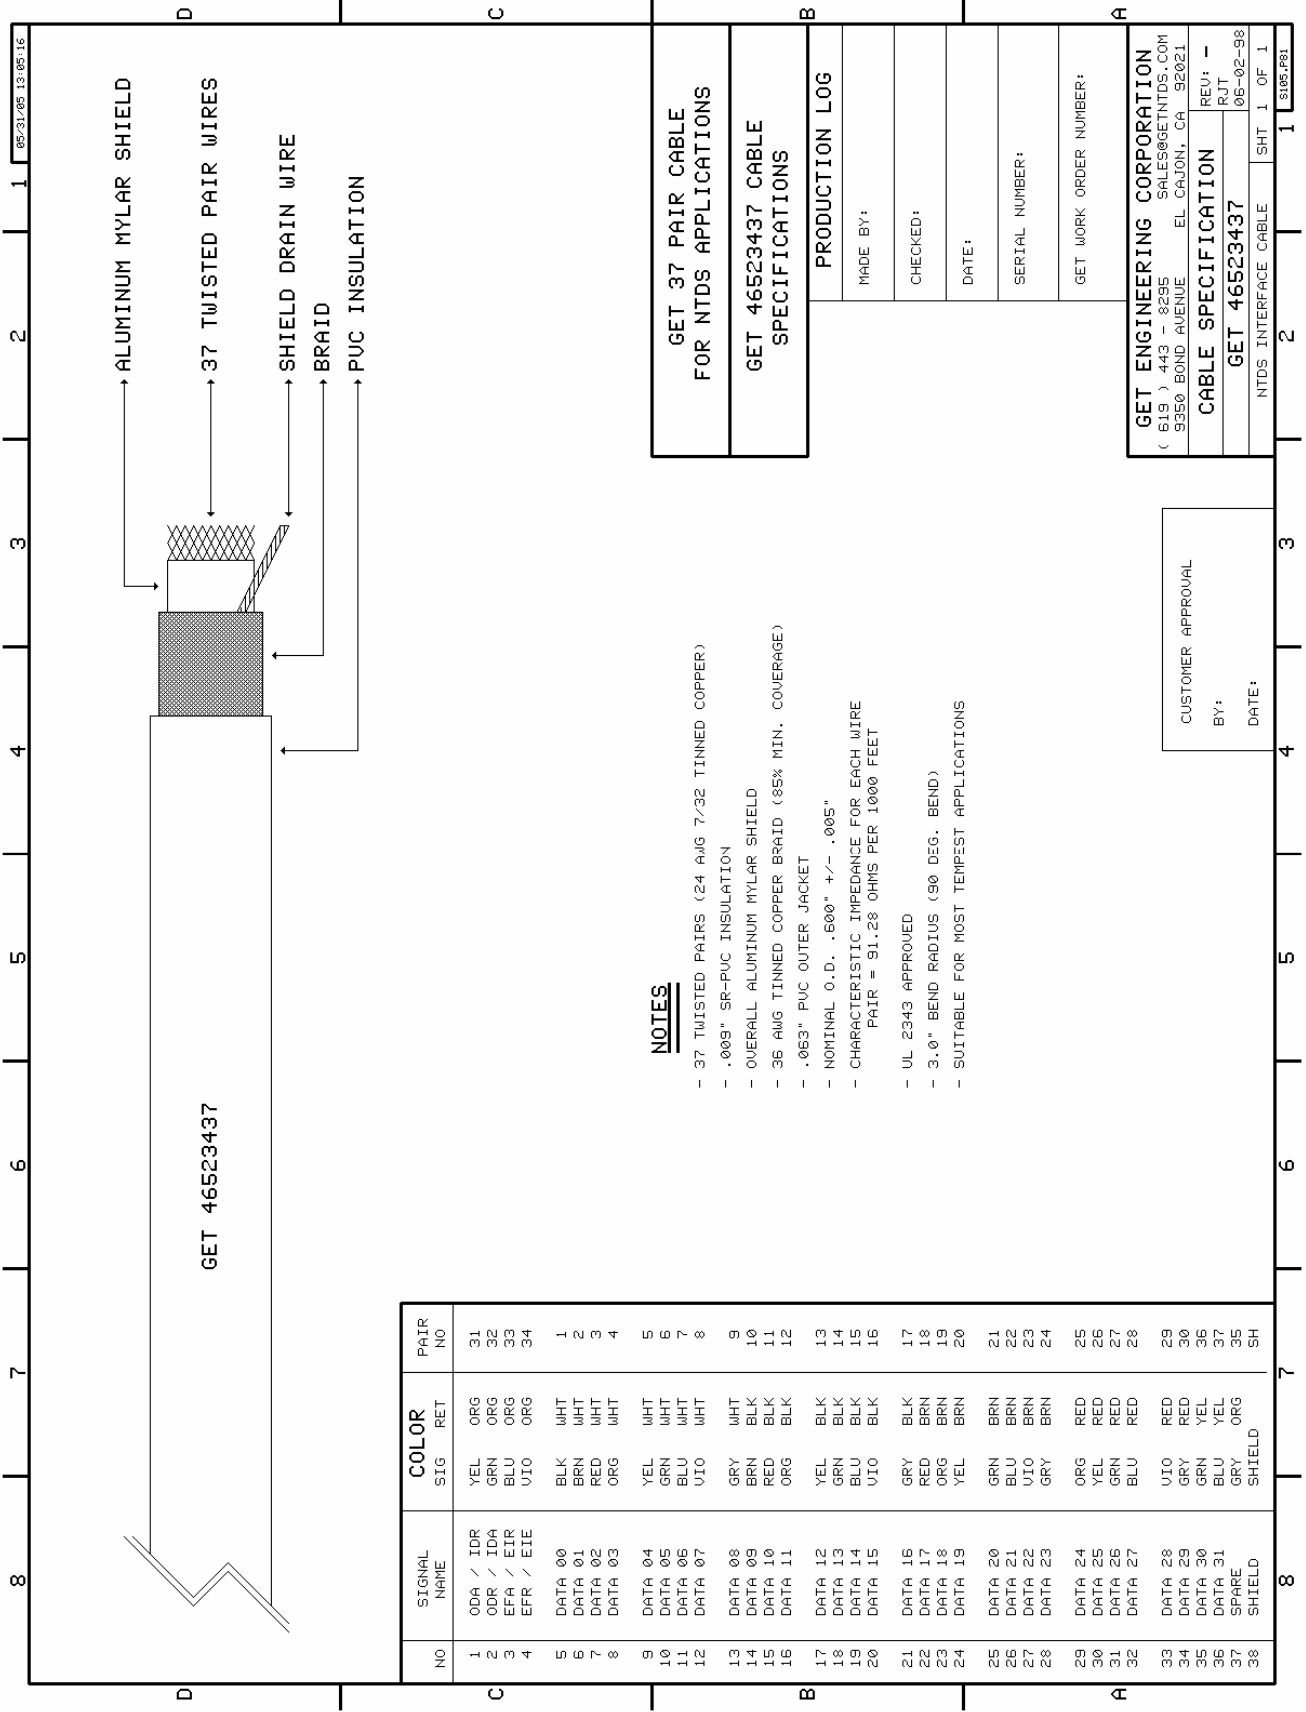 05/31/05 13:05:16
8 7 6 5 4 3 2 1
D
C
B
A
GET 46523437
ALUMINUM MYLAR SHIELD
37 TWISTED PAIR WIRES
SHIELD DRAIN WIRE
BRAID
PVC INSULATION
NO SIGNAL NAME COLOR SIG RET PAIR NO
1 ODA / IDR YEL ORG 31
2 ODR / IDA GRN ORG 32
3 EFA / EIR BLU ORG 33
4 EFR / EIE VIO ORG 34
5 DATA 00 BLK WHT 1
6 DATA 01 BRN WHT 2
7 DATA 02 RED WHT 3
8 DATA 03 ORG WHT 4
9 DATA 04 YEL WHT 5
10 DATA 05 GRN WHT 6
11 DATA 06 BLU WHT 7
12 DATA 07 VIO WHT 8
13 DATA 08 GRY WHT 9
14 DATA 09 BRN BLK 10
15 DATA 10 RED BLK 11
16 DATA 11 ORG BLK 12
17 DATA 12 YEL BLK 13
18 DATA 13 GRN BLK 14
19 DATA 14 BLU BLK 15
20 DATA 15 VIO BLK 16
21 DATA 16 GRY BLK 17
22 DATA 17 RED BRN 18
23 DATA 18 ORG BRN 19
24 DATA 19 YEL BRN 20
25 DATA 20 GRN BRN 21
26 DATA 21 BLU BRN 22
27 DATA 22 VIO BRN 23
28 DATA 23 GRY BRN 24
29 DATA 24 ORG RED 25
30 DATA 25 YEL RED 26
31 DATA 26 GRN RED 27
32 DATA 27 BLU RED 28
33 DATA 28 VIO RED 29
34 DATA 29 GRY RED 30
35 DATA 30 GRN YEL 36
36 DATA 31 BLU YEL 37
37 SPARE GRY ORG 35
38 SHIELD SHIELD SH
NOTES
- 37 TWISTED PAIRS (24 AWG 7/32 TINNED COPPER)
- .009" SR-PVC INSULATION
- OVERALL ALUMINUM MYLAR SHIELD
- 36 AWG TINNED COPPER BRAID (85% MIN. COVERAGE)
- .063" PVC OUTER JACKET
- NOMINAL O.D. .600" +/- .005"
- CHARACTERISTIC IMPEDANCE FOR EACH WIRE
PAIR = 91.28 OHMS PER 1000 FEET
- UL 2343 APPROVED
- 3.0" BEND RADIUS (90 DEG. BEND)
- SUITABLE FOR MOST TEMPEST APPLICATIONS
CUSTOMER APPROVAL
BY:
DATE:
GET 37 PAIR CABLE
FOR NTDS APPLICATIONS
GET 46523437 CABLE
SPECIFICATIONS
PRODUCTION LOG
MADE BY:
CHECKED:
DATE:
SERIAL NUMBER:
GET WORK ORDER NUMBER:
GET ENGINEERING CORPORATION
( 619 ) 443 - 8295 SALES@GETNTDS.COM
9350 BOND AVENUE EL CAJON, CA 92021
CABLE SPECIFICATION
REV: -
RJT
GET 46523437
06-02-98
NTDS INTERFACE CABLE SHT 1 OF 1
D
C
B
A
8 7 6 5 4 3 2 1
S105.P81